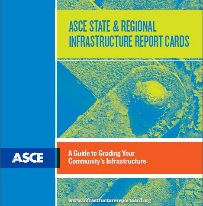 ASCE STATE & REGIONAL
INFRASTRUCTURE REPORT CARDS
ASCE
A Guide to Grading Your
Community's Infrastructure
www.infrastructurereportcard.org